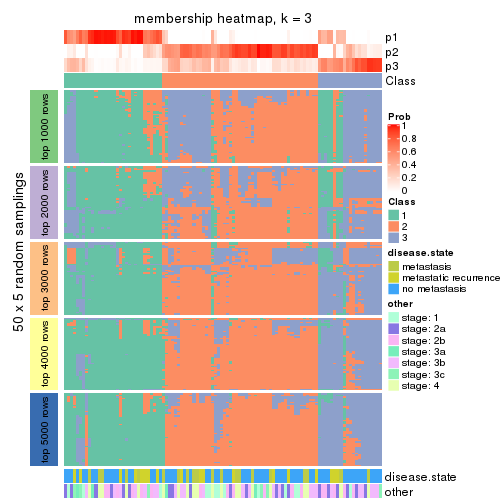 membership heatmap, k = 3
p1
p2
p3
Class
50 x 5 random samplings
top 1000 rows
top 2000 rows
top 3000 rows
top 4000 rows
top 5000 rows
disease.state
other
Prob
1
0.8
0.6
0.4
0.2
0
Class
1
2
3
disease.state
metastasis
metastatic recurrence
no metastasis
other
stage: 1
stage: 2a
stage: 2b
stage: 3a
stage: 3b
stage: 3c
stage: 4